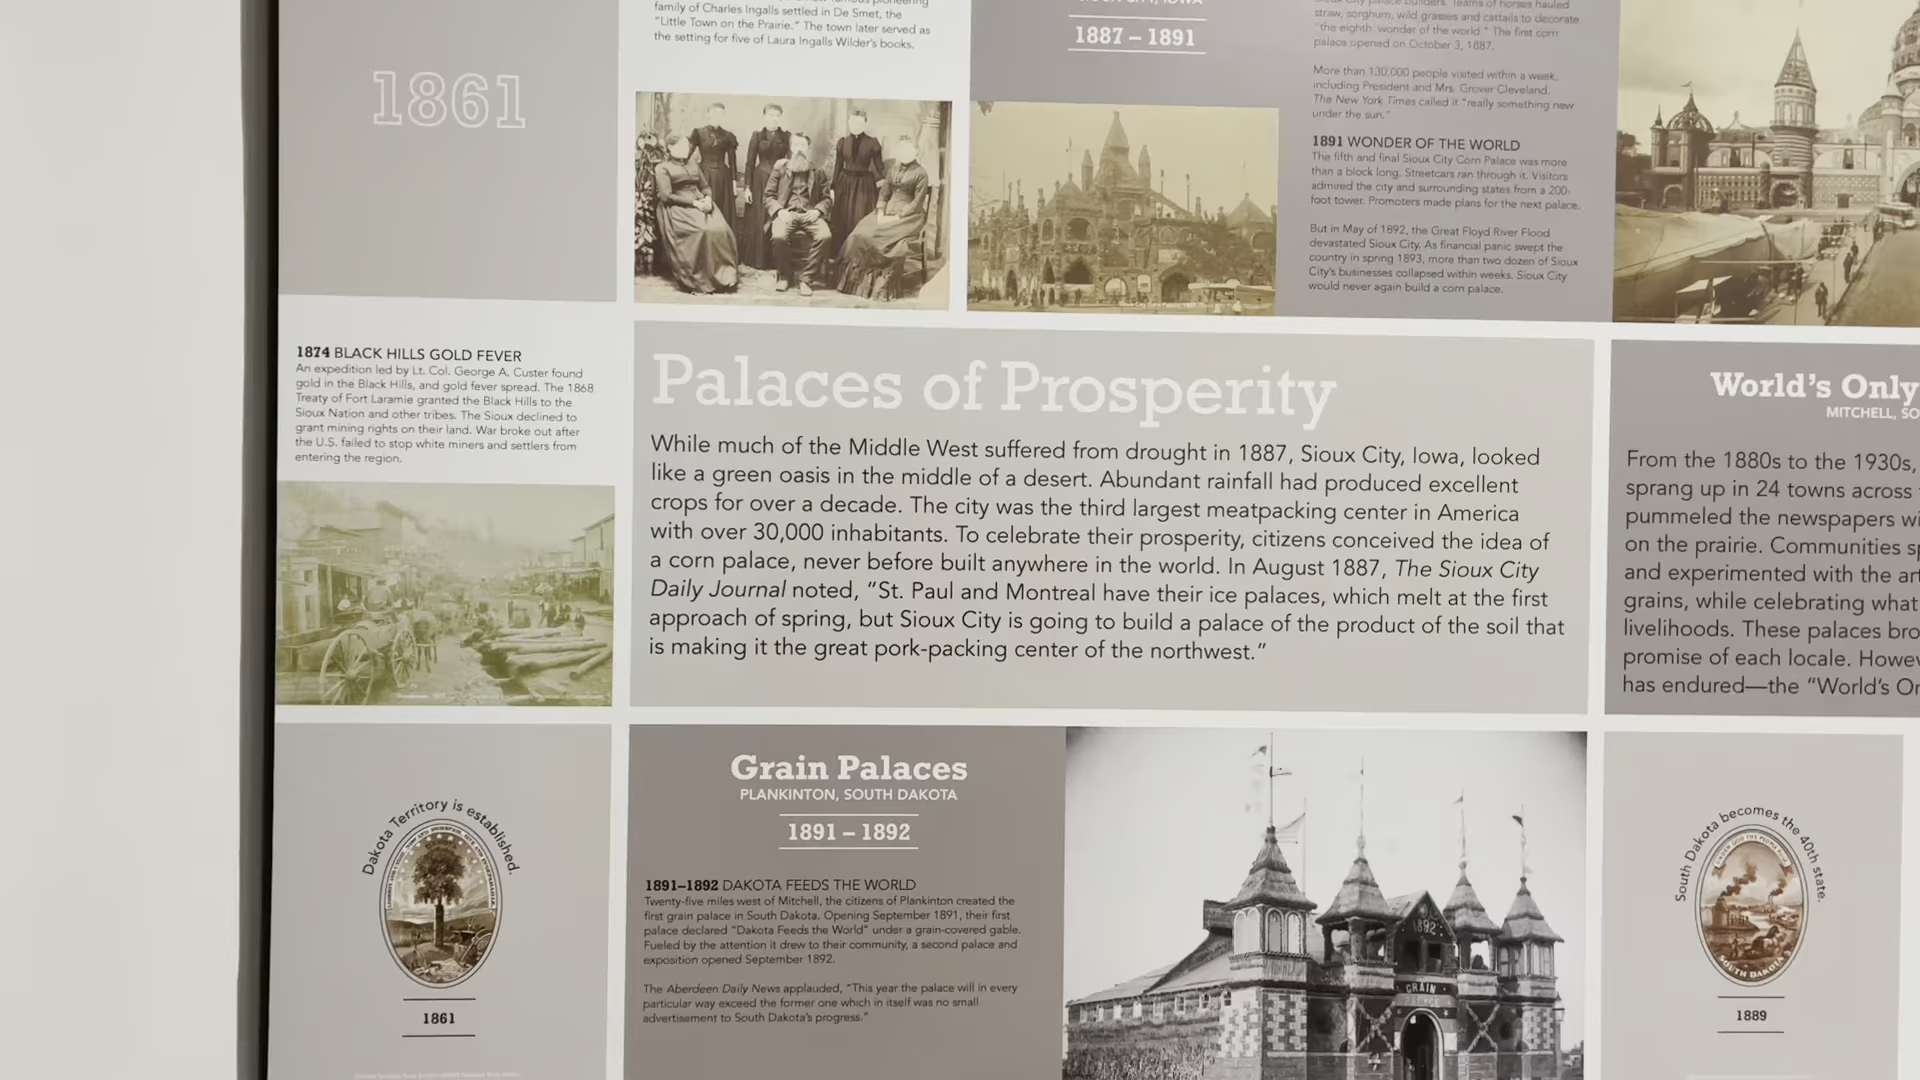 1861
family of Charles Ingalls settled in De Smet, the
“Little Town on the Prairie.” The town later served as
the setting for five of Laura Ingalls Wilder's books.
1887 – 1891
straw, sorghum, wild grasses and cattails to decorate
“the eighth wonder of the world.” The first corn
palace opened on October 3, 1887.
More than 130,000 people visited within a week,
including President and Mrs. Grover Cleveland.
The New York Times called it “really something new
under the sun.”
1891 WONDER OF THE WORLD
The fifth and final Sioux City Corn Palace was more
than a block long. Streetcars ran through it. Visitors
admired the city and surrounding states from a 200-
foot tower. Promoters made plans for the next palace.
But in May of 1892, the Great Floyd River Flood
devastated Sioux City. As financial panic swept the
country in spring 1893, more than two dozen of Sioux
City's businesses collapsed within weeks. Sioux City
would never again build a corn palace.
1874 BLACK HILLS GOLD FEVER
An expedition led by Lt. Col. George A. Custer found
gold in the Black Hills, and gold fever spread. The 1868
Treaty of Fort Laramie granted the Black Hills to the
Sioux Nation and other tribes. The Sioux declined to
grant mining rights on their land. War broke out after
the U.S. failed to stop white miners and settlers from
entering the region.
Palaces of Prosperity
While much of the Middle West suffered from drought in 1887, Sioux City, Iowa, looked
like a green oasis in the middle of a desert. Abundant rainfall had produced excellent
crops for over a decade. The city was the third largest meatpacking center in America
with over 30,000 inhabitants. To celebrate their prosperity, citizens conceived the idea of
a corn palace, never before built anywhere in the world. In August 1887, The Sioux City
Daily Journal noted, “St. Paul and Montreal have their ice palaces, which melt at the first
approach of spring, but Sioux City is going to build a palace of the product of the soil that
is making it the great pork-packing center of the northwest.”
World's Only
MITCHELL, SO
From the 1880s to the 1930s,
sprang up in 24 towns across
pummeled the newspapers wi
on the prairie. Communities sp
and experimented with the art
grains, while celebrating what
livelihoods. These palaces bro
promise of each locale. Howev
has endured—the “World's On
Dakota Territory is established.
1861
Grain Palaces
PLANKINTON, SOUTH DAKOTA
1891 – 1892
1891–1892 DAKOTA FEEDS THE WORLD
Twenty-five miles west of Mitchell, the citizens of Plankinton created the
first grain palace in South Dakota. Opening September 1891, their first
palace declared “Dakota Feeds the World” under a grain-covered gable.
Fueled by the attention it drew to their community, a second palace and
exposition opened September 1892.
The Aberdeen Daily News applauded, “This year the palace will in every
particular way exceed the former one which in itself was no small
advertisement to South Dakota's progress.”
1892
GRAIN
PALACE
South Dakota becomes the 40th state.
SOUTH DAKOTA
1889